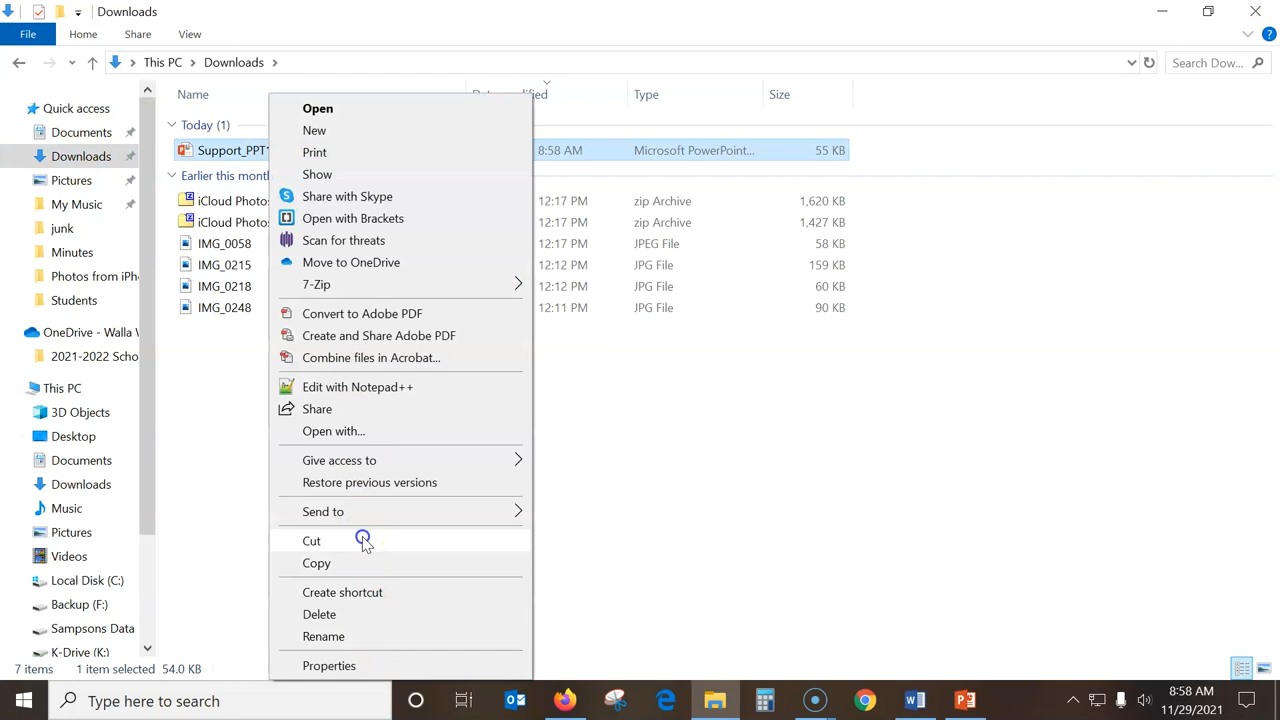 Downloads
File Home Share View
This PC Downloads
Search Dow...
Name Type Size
Today (1)
Support_PPT1 8:58 AM Microsoft PowerPoint... 55 KB
Earlier this month
iCloud Photos 12:17 PM zip Archive 1,620 KB
iCloud Photos 12:17 PM zip Archive 1,427 KB
IMG_0058 12:17 PM JPEG File 58 KB
IMG_0215 12:12 PM JPG File 159 KB
IMG_0218 12:12 PM JPG File 60 KB
IMG_0248 12:11 PM JPG File 90 KB
Quick access
Documents
Downloads
Pictures
My Music
junk
Minutes
Photos from iPh
Students
OneDrive - Walla W
2021-2022 Scho
This PC
3D Objects
Desktop
Documents
Downloads
Music
Pictures
Videos
Local Disk (C:)
Backup (F:)
Sampsons Data
K-Drive (K:)
Open
New
Print
Show
Share with Skype
Open with Brackets
Scan for threats
Move to OneDrive
7-Zip
Convert to Adobe PDF
Create and Share Adobe PDF
Combine files in Acrobat...
Edit with Notepad++
Share
Open with...
Give access to
Restore previous versions
Send to
Cut
Copy
Create shortcut
Delete
Rename
Properties
7 items 1 item selected 54.0 KB
Type here to search
8:58 AM
11/29/2021